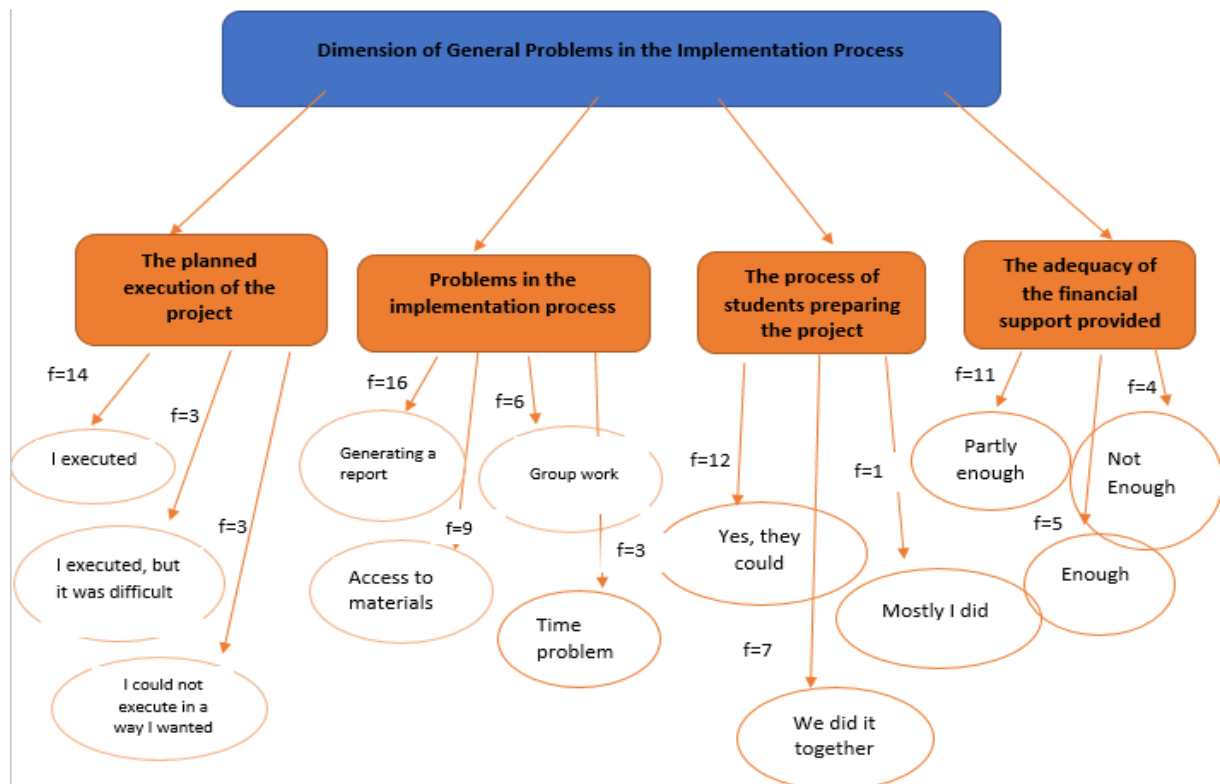 Dimension of General Problems in the Implementation Process
The planned
execution of the
project
Problems in the
implementation process
The process of
students preparing
the project
The adequacy of
the financial
support provided
f=14
f=3
f=3
f=16
f=6
f=9
f=3
f=12
f=1
f=7
f=11
f=4
f=5
I executed
I executed, but
it was difficult
I could not
execute in a
way I wanted
Generating a
report
Group work
Access to
materials
Time
problem
Yes, they
could
Mostly I did
We did it
together
Partly
enough
Not
Enough
Enough